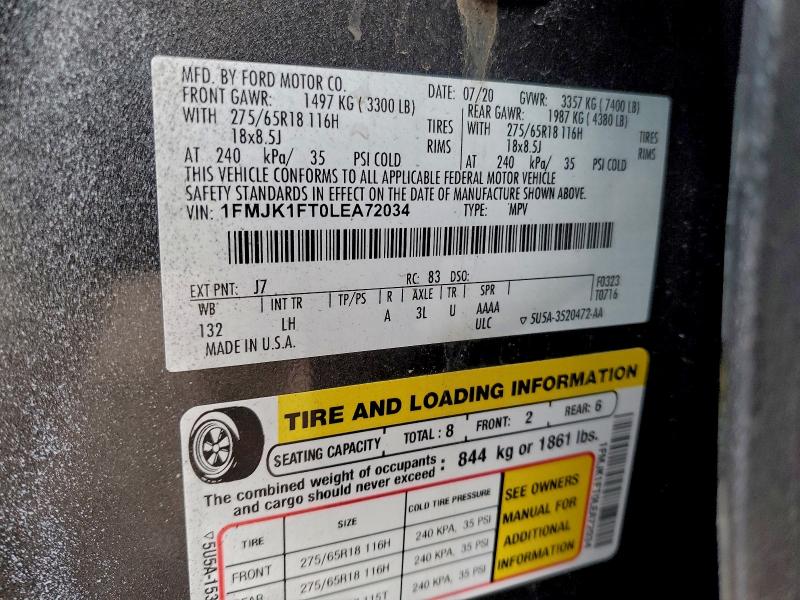 MFD. BY FORD MOTOR CO.
DATE: 07/20 GVWR: 3357 KG ( 7400 LB)
FRONT GAWR: 1497 KG ( 3300 LB) REAR GAWR: 1987 KG ( 4380 LB)
WITH 275/65R18 116H TIRES WITH 275/65R18 116H TIRES
18x8.5J RIMS 18x8.5J RIMS
AT 240 kPa/ 35 PSI COLD AT 240 kPa/ 35 PSI COLD
THIS VEHICLE CONFORMS TO ALL APPLICABLE FEDERAL MOTOR VEHICLE
SAFETY STANDARDS IN EFFECT ON THE DATE OF MANUFACTURE SHOWN ABOVE.
VIN: 1FMJK1FT0LEA72034 TYPE: MPV
EXT PNT: J7 RC: 83 DSO: F0323
WB INT TR TP/PS R AXLE TR SPR T0716
132 LH A 3L U AAAA
ULC ▽ 5U5A-3520472-AA
MADE IN U.S.A.
TIRE AND LOADING INFORMATION
SEATING CAPACITY TOTAL : 8 FRONT: 2 REAR: 6
The combined weight of occupants
and cargo should never exceed : 844 kg or 1861 lbs.
TIRE SIZE COLD TIRE PRESSURE
FRONT 275/65R18 116H 240 KPA, 35 PSI
275/65R18 116H 240 KPA, 35 PSI
SEE OWNERS
MANUAL FOR
ADDITIONAL
INFORMATION